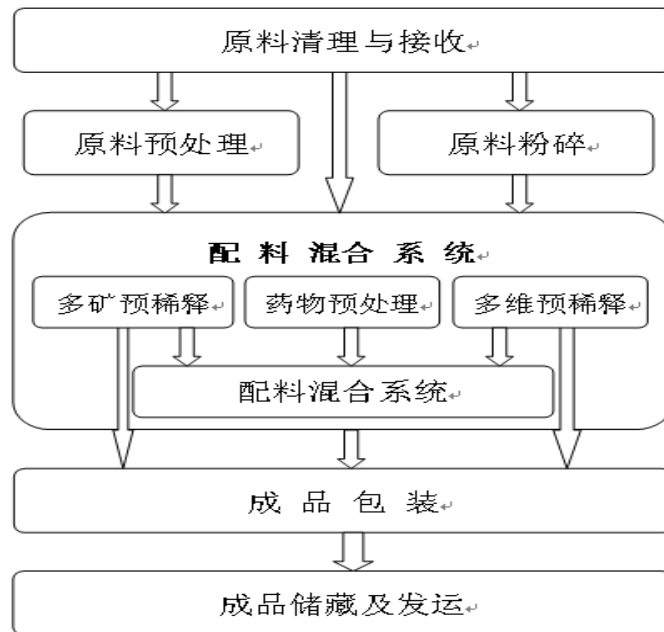 原料清理与接收
原料预处理
原料粉碎
配 料 混 合 系 统
多矿预稀释
药物预处理
多维预稀释
配料混合系统
成 品 包 装
成品储藏及发运